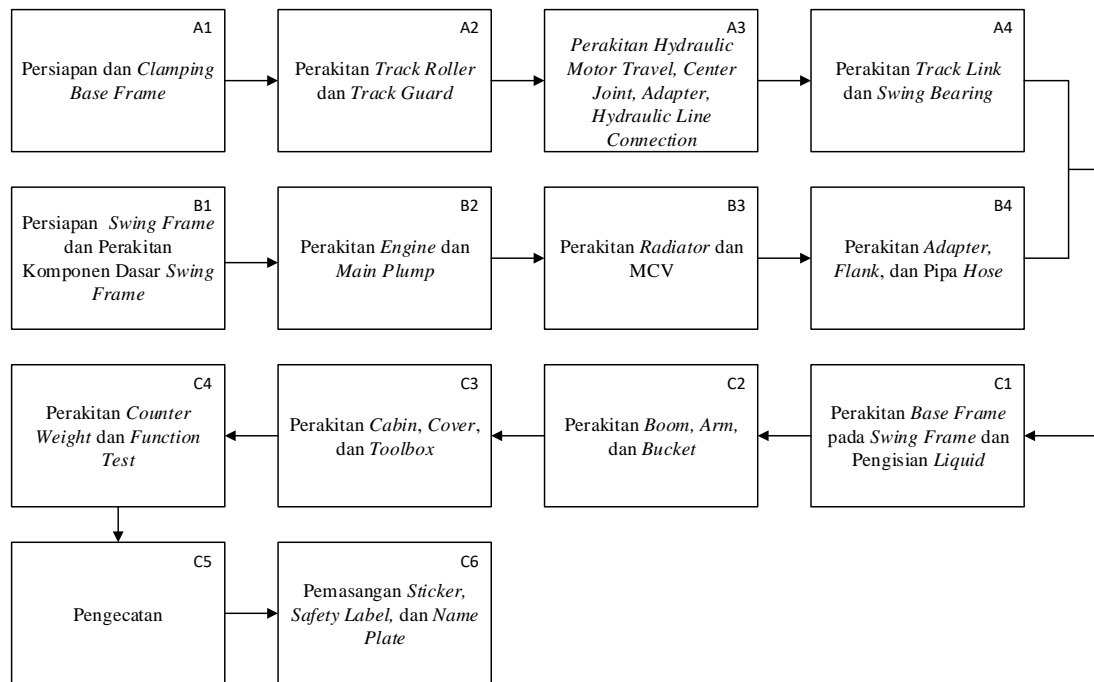 A1
Persiapan dan Clamping
Base Frame
A2
Perakitan Track Roller
dan Track Guard
A3
Perakitan Hydraulic
Motor Travel, Center
Joint, Adapter,
Hydraulic Line
Connection
A4
Perakitan Track Link
dan Swing Bearing
B1
Persiapan Swing Frame
dan Perakitan
Komponen Dasar Swing
Frame
B2
Perakitan Engine dan
Main Plump
B3
Perakitan Radiator dan
MCV
B4
Perakitan Adapter,
Flank, dan Pipa Hose
C4
Perakitan Counter
Weight dan Function
Test
C3
Perakitan Cabin, Cover,
dan Toolbox
C2
Perakitan Boom, Arm,
dan Bucket
C1
Perakitan Base Frame
pada Swing Frame dan
Pengisian Liquid
C5
Pengecatan
C6
Pemasangan Sticker,
Safety Label, dan Name
Plate